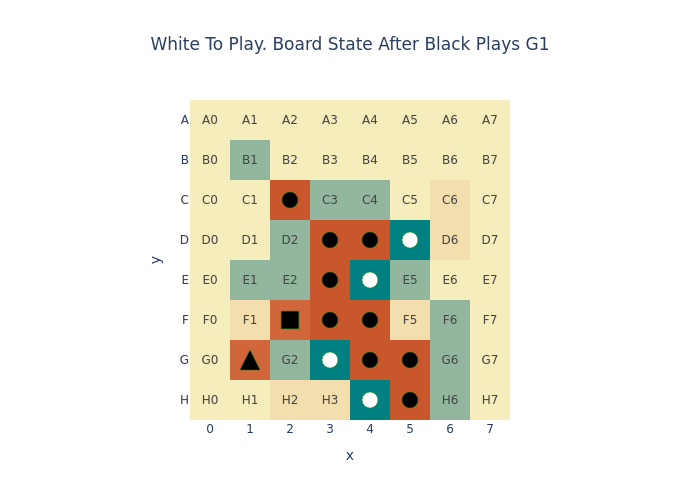 White To Play. Board State After Black Plays G1
A A0 A1 A2 A3 A4 A5 A6 A7
B B0 B1 B2 B3 B4 B5 B6 B7
C C0 C1 C3 C4 C5 C6 C7
D D0 D1 D2 D6 D7
y
E E0 E1 E2 E5 E6 E7
F F0 F1 F5 F6 F7
G G0 G2 G6 G7
H H0 H1 H2 H3 H6 H7
0 1 2 3 4 5 6 7
x